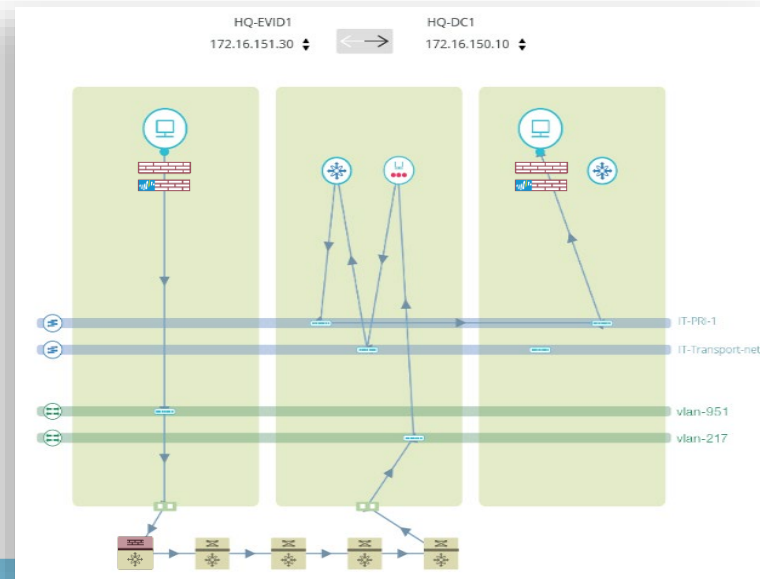 HQ-EVID1 HQ-DC1
172.16.151.30 172.16.150.10
IT-PRI-1
IT-Transport-net
vlan-951
vlan-217